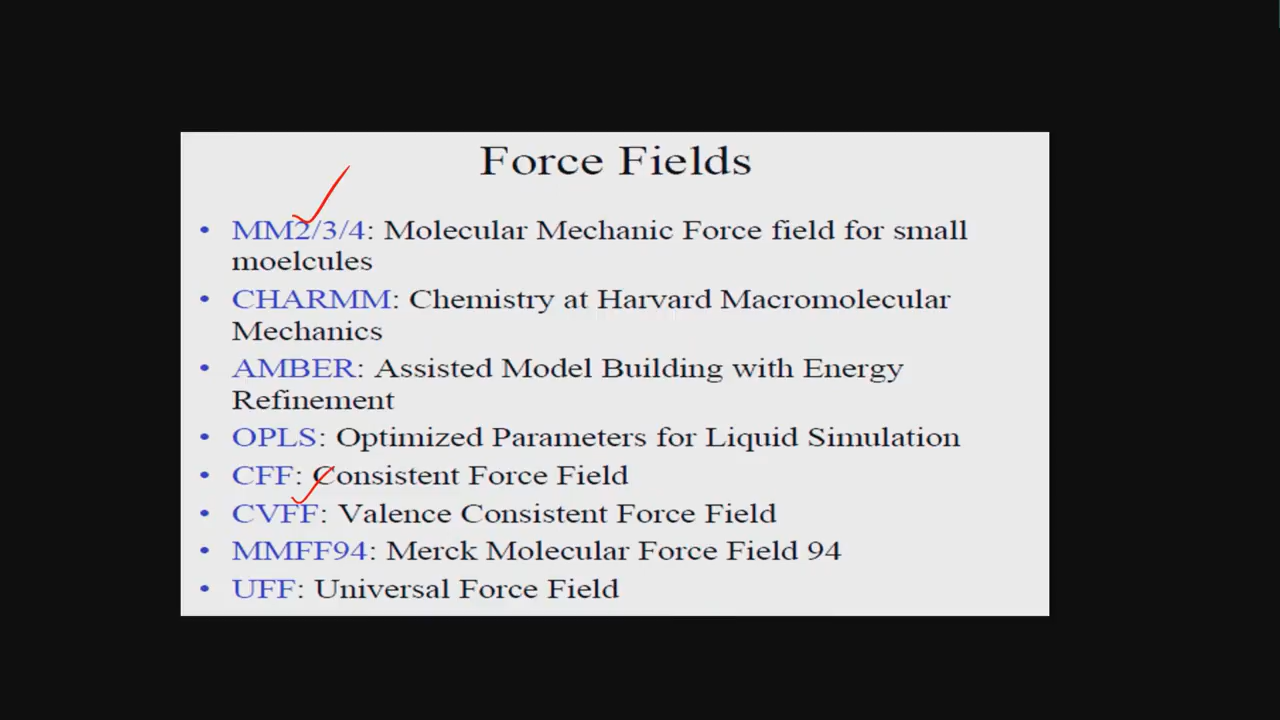 Force Fields
• MM2/3/4: Molecular Mechanic Force field for small
moelcules
• CHARMM: Chemistry at Harvard Macromolecular
Mechanics
• AMBER: Assisted Model Building with Energy
Refinement
• OPLS: Optimized Parameters for Liquid Simulation
• CFF: Consistent Force Field
• CVFF: Valence Consistent Force Field
• MMFF94: Merck Molecular Force Field 94
• UFF: Universal Force Field